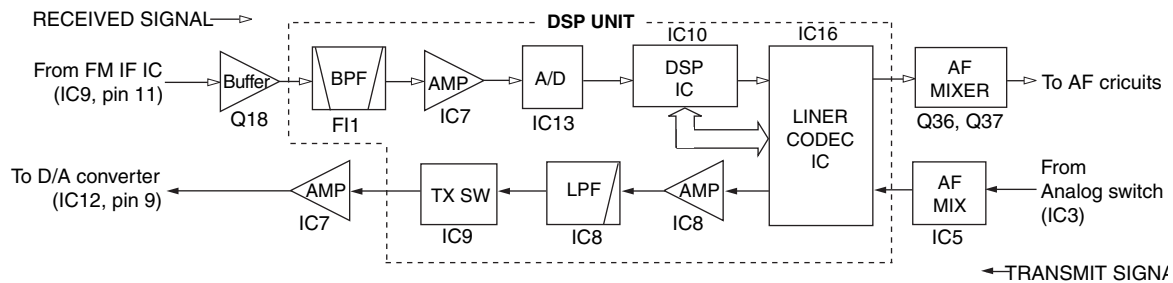 RECEIVED SIGNAL
DSP UNIT
From FM IF IC
(IC9, pin 11)
Buffer
Q18
BPF
FI1
AMP
IC7
A/D
IC13
IC10
DSP
IC
IC16
LINER
CODEC
IC
AF
MIXER
Q36, Q37
To AF cricuits
To D/A converter
(IC12, pin 9)
AMP
IC7
TX SW
IC9
LPF
IC8
AMP
IC8
AF
MIX
IC5
From
Analog switch
(IC3)
TRANSMIT SIGNA